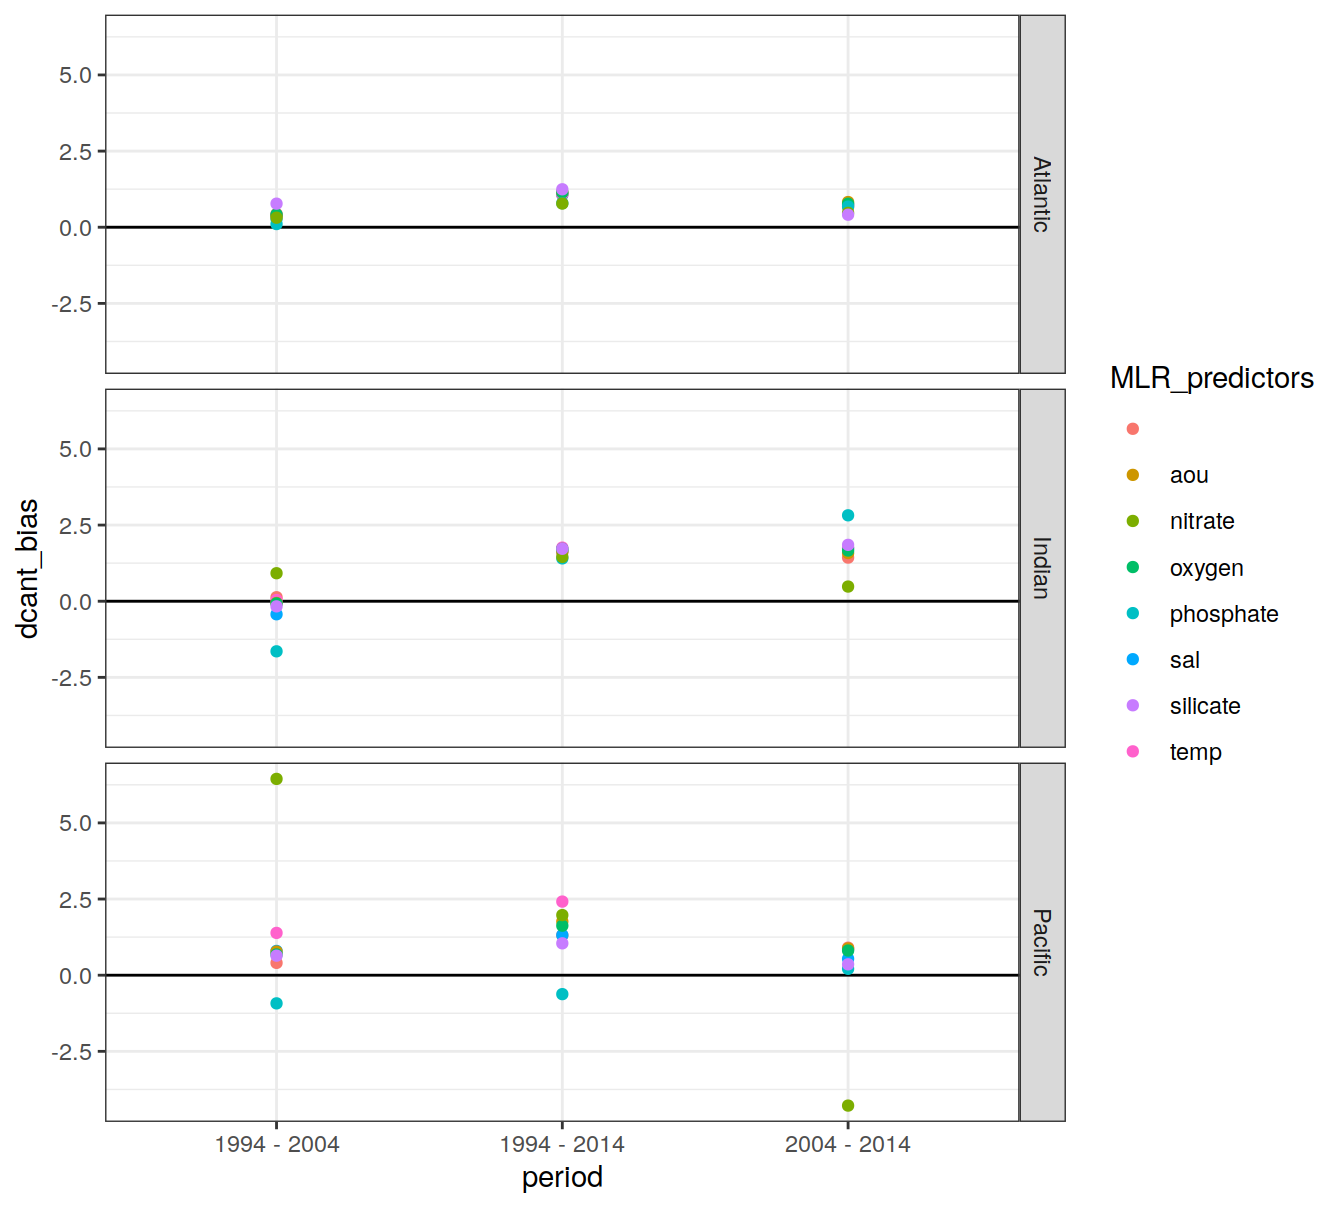 5.0
2.5
0.0
-2.5
Atlantic
5.0
2.5
0.0
-2.5
Indian
5.0
2.5
0.0
-2.5
Pacific
dcant_bias
1994 - 2004
1994 - 2014
2004 - 2014
period
MLR_predictors
aou
nitrate
oxygen
phosphate
sal
silicate
temp